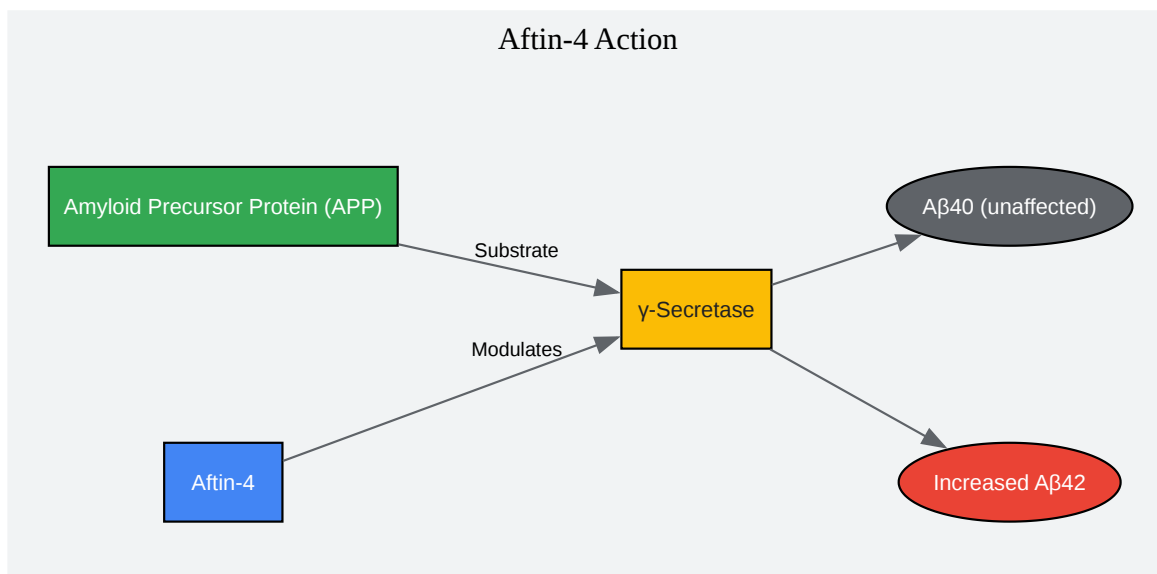 Aftin-4 Action
Amyloid Precursor Protein (APP)
Aβ40 (unaffected)
Substrate
γ-Secretase
Modulates
Aftin-4
Increased Aβ42